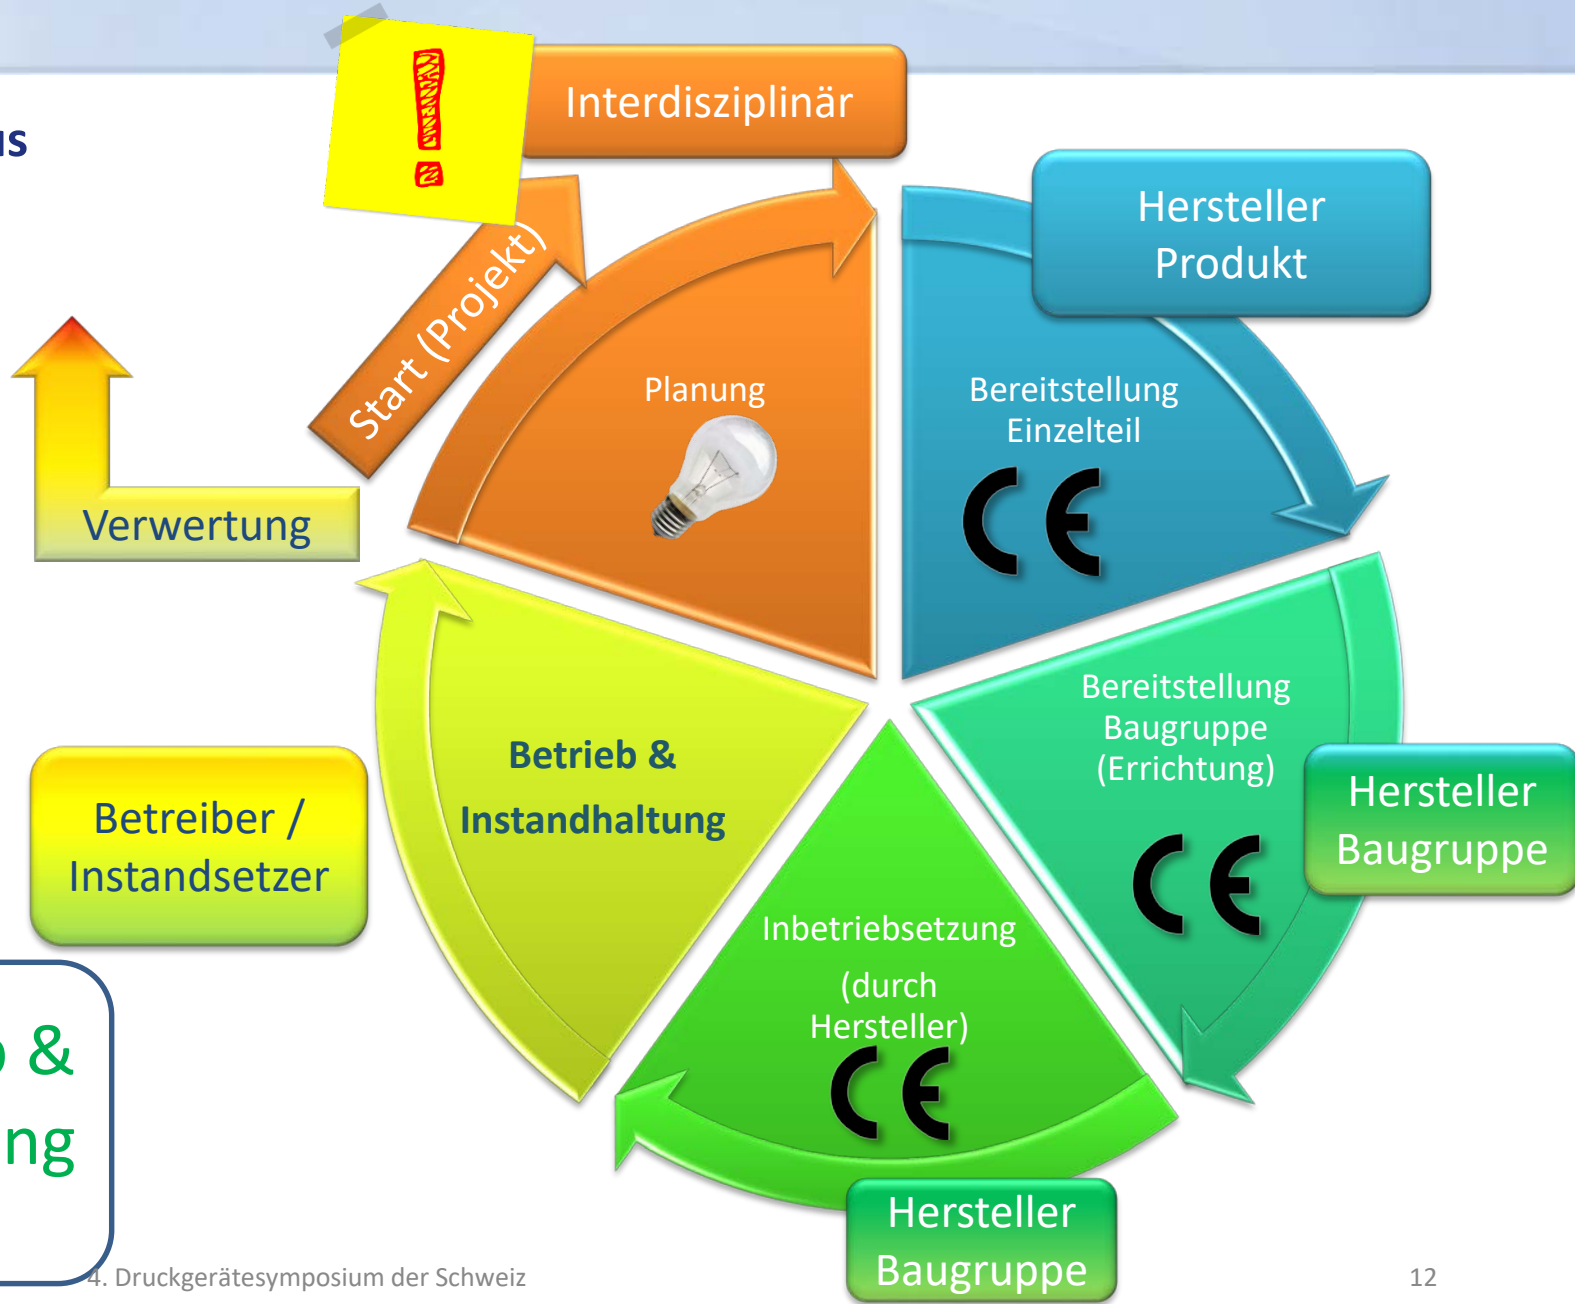 !
Interdisziplinär
Hersteller
Produkt
Start (Projekt)
Planung
Bereitstellung
Einzelteil
CE
Verwertung
Bereitstellung
Baugruppe
(Errichtung)
CE
Hersteller
Baugruppe
Betrieb &
Instandhaltung
Betreiber /
Instandsetzer
Inbetriebsetzung
(durch
Hersteller)
CE
Hersteller
Baugruppe
&
ng
4. Druckgerätesymposium der Schweiz
12